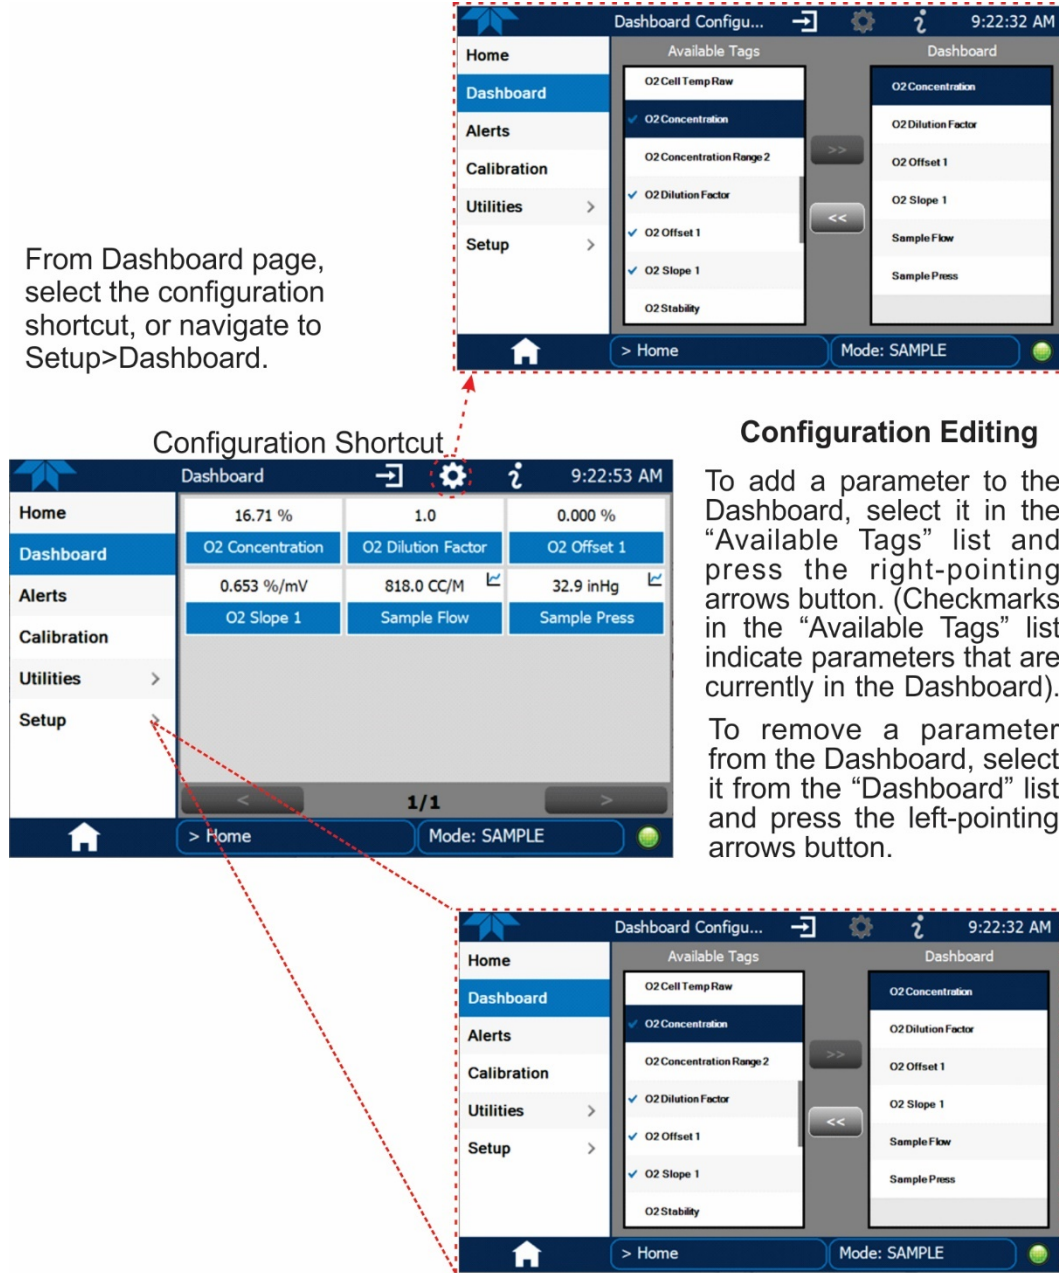 Dashboard Configu... 9:22:32 AM
Home
Dashboard
Alerts
Calibration
Utilities >
Setup >
Available Tags
O2 Cell Temp Raw
✓ O2 Concentration
O2 Concentration Range 2
✓ O2 Dilution Factor
✓ O2 Offset 1
✓ O2 Slope 1
O2 Stability
>>
<<
Dashboard
O2 Concentration
O2 Dilution Factor
O2 Offset 1
O2 Slope 1
Sample Flow
Sample Press
> Home Mode: SAMPLE
From Dashboard page,
select the configuration
shortcut, or navigate to
Setup>Dashboard.
Configuration Shortcut
Dashboard 9:22:53 AM
Home
Dashboard
Alerts
Calibration
Utilities >
Setup >
16.71 % 1.0 0.000 %
O2 Concentration O2 Dilution Factor O2 Offset 1
0.653 %/mV 818.0 CC/M 32.9 inHg
O2 Slope 1 Sample Flow Sample Press
< 1/1 >
> Home Mode: SAMPLE
Configuration Editing
To add a parameter to the
Dashboard, select it in the
“Available Tags” list and
press the right-pointing
arrows button. (Checkmarks
in the “Available Tags” list
indicate parameters that are
currently in the Dashboard).
To remove a parameter
from the Dashboard, select
it from the “Dashboard” list
and press the left-pointing
arrows button.
Dashboard Configu... 9:22:32 AM
Home
Dashboard
Alerts
Calibration
Utilities >
Setup >
Available Tags
O2 Cell Temp Raw
✓ O2 Concentration
O2 Concentration Range 2
✓ O2 Dilution Factor
✓ O2 Offset 1
✓ O2 Slope 1
O2 Stability
>>
<<
Dashboard
O2 Concentration
O2 Dilution Factor
O2 Offset 1
O2 Slope 1
Sample Flow
Sample Press
> Home Mode: SAMPLE